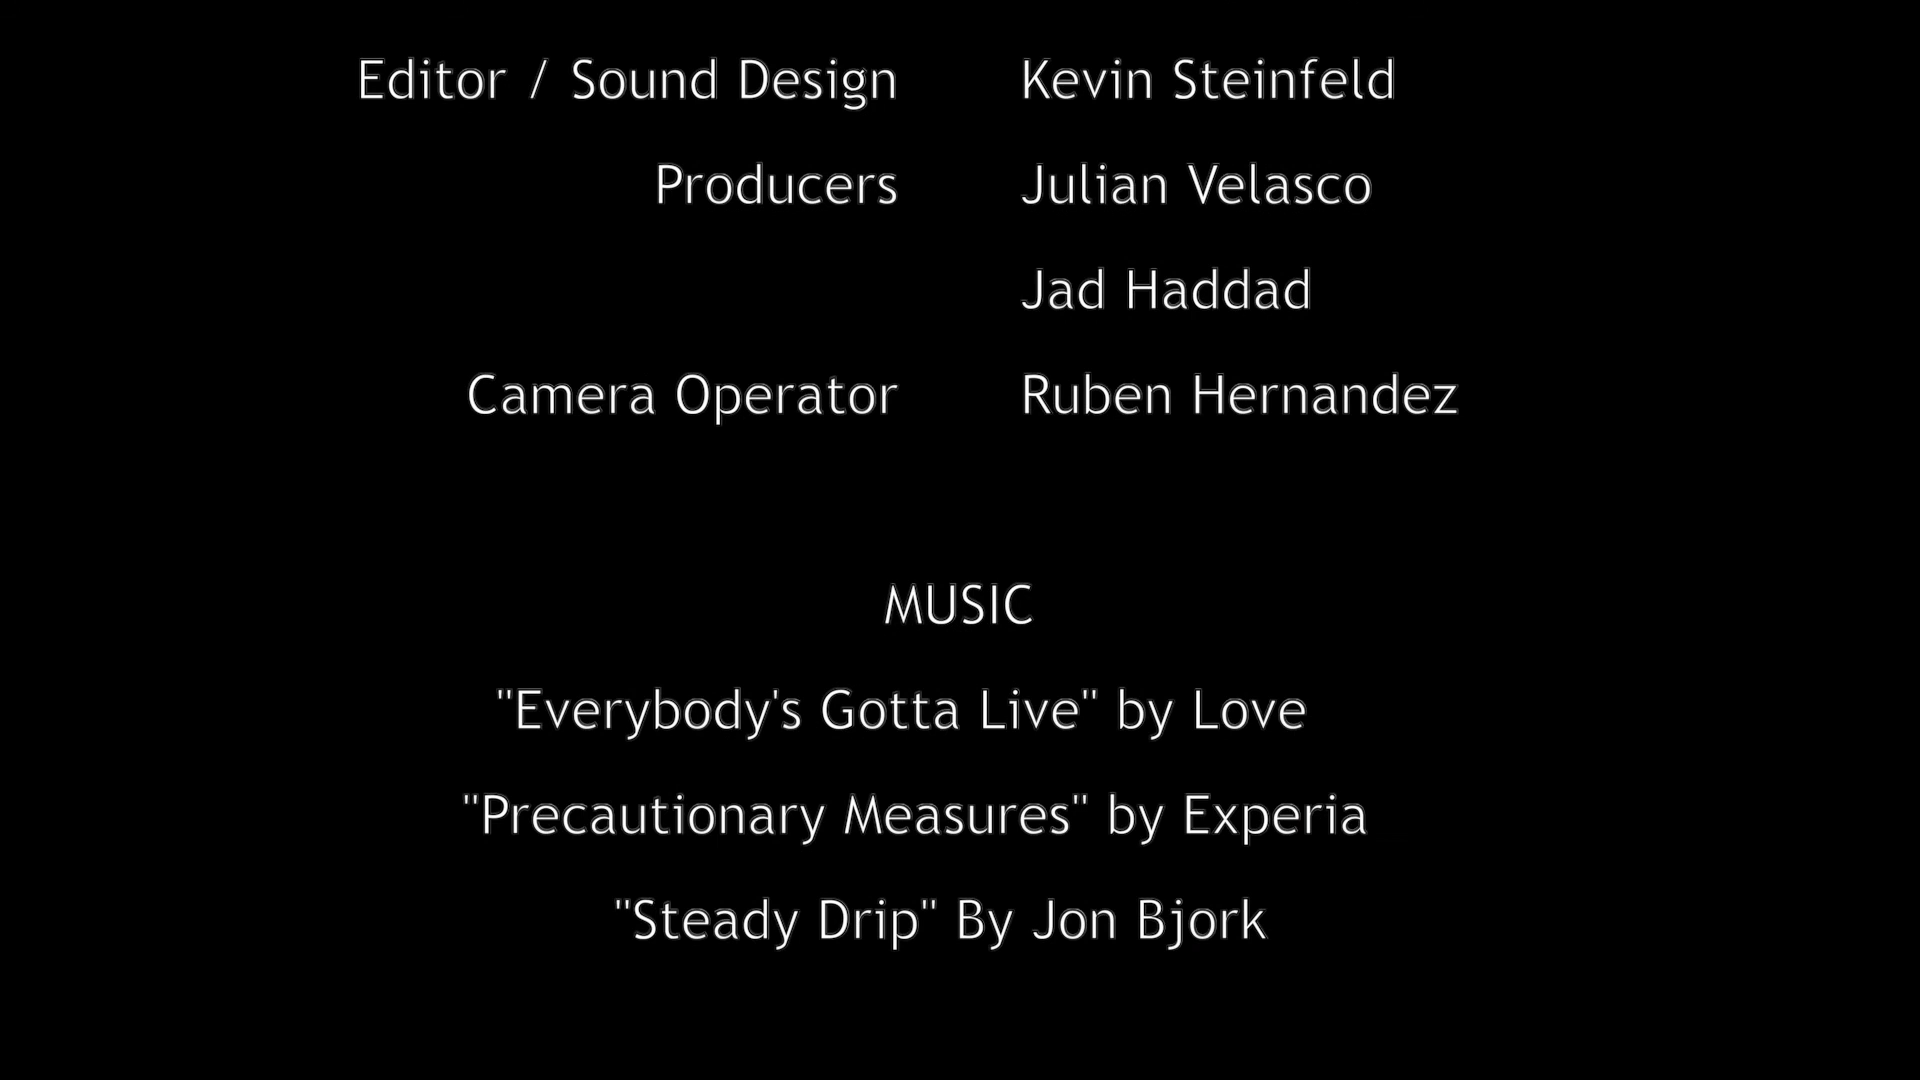 Editor / Sound Design Kevin Steinfeld
Producers Julian Velasco
Jad Haddad
Camera Operator Ruben Hernandez
MUSIC
"Everybody's Gotta Live" by Love
"Precautionary Measures" by Experia
"Steady Drip" By Jon Bjork